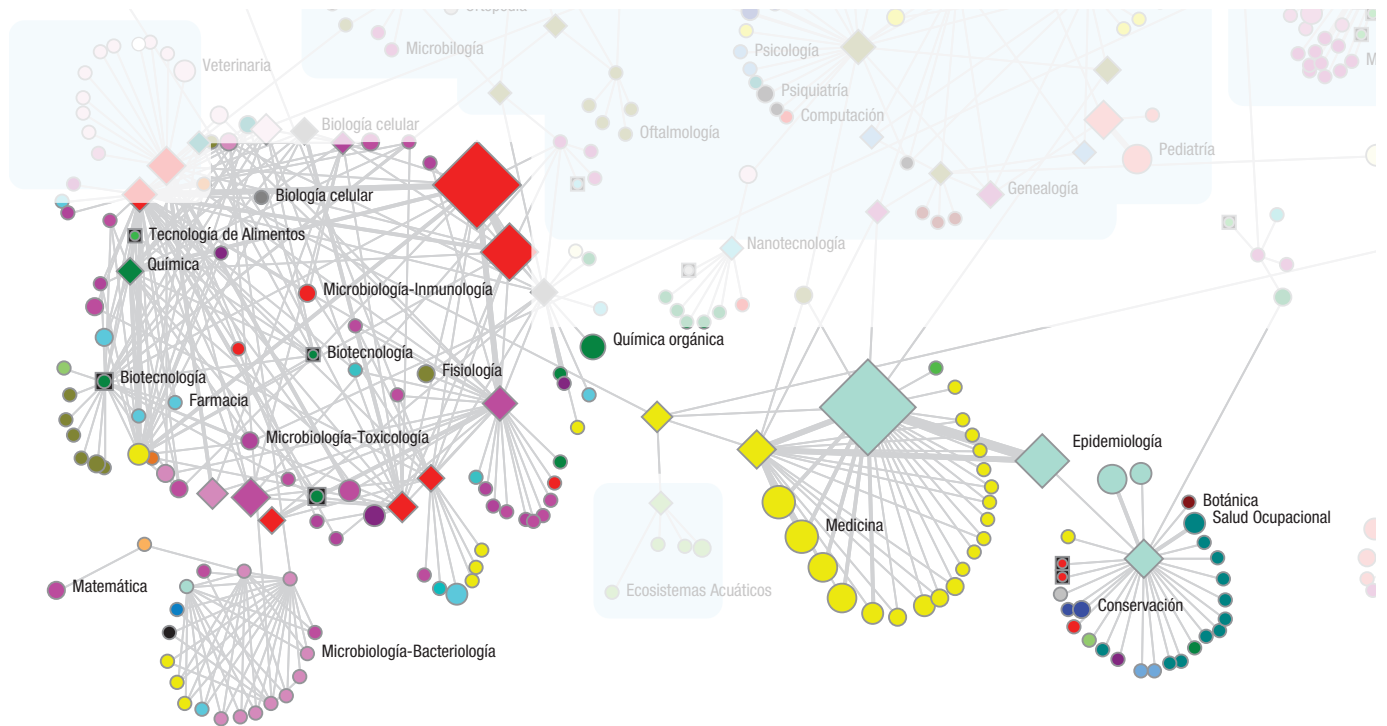 Ortopedia
Microbilogía
Psicología
Veterinaria
Psiquiatría
Computación
Biología celular
Oftalmología
Pediatría
Biología celular
Genealogía
Tecnología de Alimentos
Nanotecnología
Química
Microbiología-Inmunología
Química orgánica
Biotecnología
Biotecnología
Fisiología
Farmacia
Microbiología-Toxicología
Epidemiología
Botánica
Salud Ocupacional
Medicina
Matemática
Ecosistemas Acuáticos
Conservación
Microbiología-Bacteriología